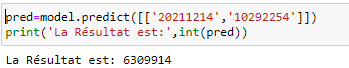 pred=model.predict([['20211214','10292254']])
print('La Résultat est:',int(pred))
La Résultat est: 6309914